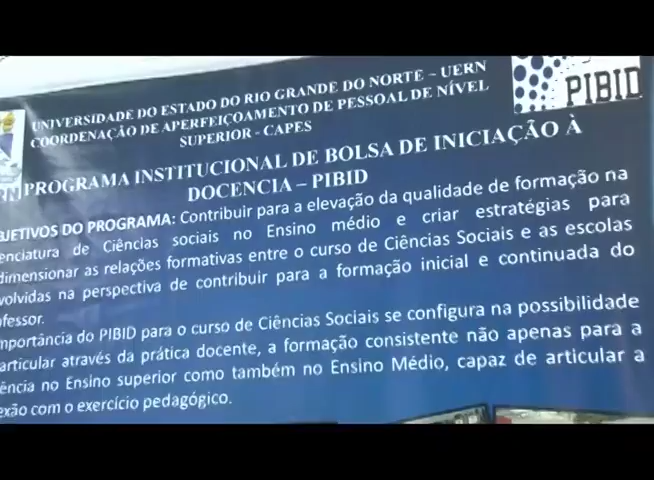 UNIVERSIDADE DO ESTADO DO RIO GRANDE DO NORTE – UERN
COORDENAÇÃO DE APERFEIÇOAMENTO DE PESSOAL DE NÍVEL
SUPERIOR - CAPES
PIBID
RN
PROGRAMA INSTITUCIONAL DE BOLSA DE INICIAÇÃO À
DOCENCIA – PIBID
JETIVOS DO PROGRAMA: Contribuir para a elevação da qualidade de formação na
enciatura de Ciências sociais no Ensino médio e criar estratégias para
dimensionar as relações formativas entre o curso de Ciências Sociais e as escolas
volvidas na perspectiva de contribuir para a formação inicial e continuada do
fessor.
mportância do PIBID para o curso de Ciências Sociais se configura na possibilidade
articular através da prática docente, a formação consistente não apenas para a
ência no Ensino superior como também no Ensino Médio, capaz de articular a
exão com o exercício pedagógico.